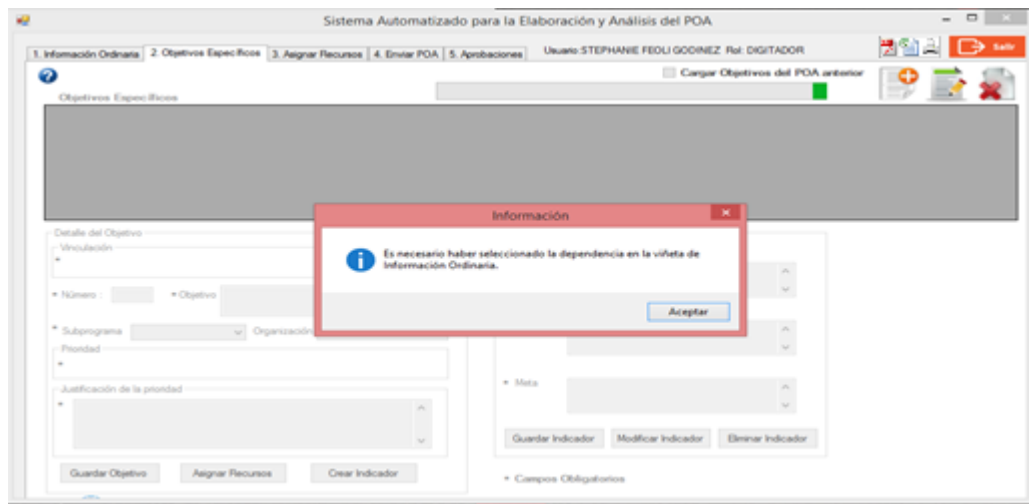 Sistema Automatizado para la Elaboración y Análisis del POA
1. Información Ordinaria 2. Objetivos Específicos 3. Asignar Recursos 4. Enviar POA 5. Aprobaciones Usuario: STEPHANIE FEOLI GODINEZ Rol: DIGITADOR Salir
Cargar Objetivos del POA anterior
Objetivos Específicos
Información
Es necesario haber seleccionado la dependencia en la viñeta de
Información Ordinaria.
Aceptar
Detalle del Objetivo
Vinculación
*
* Número : * Objetivo
* Subprograma Organización
Prioridad
*
Justificación de la prioridad
*
* Meta
Guardar Indicador Modificar Indicador Eliminar Indicador
Guardar Objetivo Asignar Recursos Crear Indicador
* Campos Obligatorios